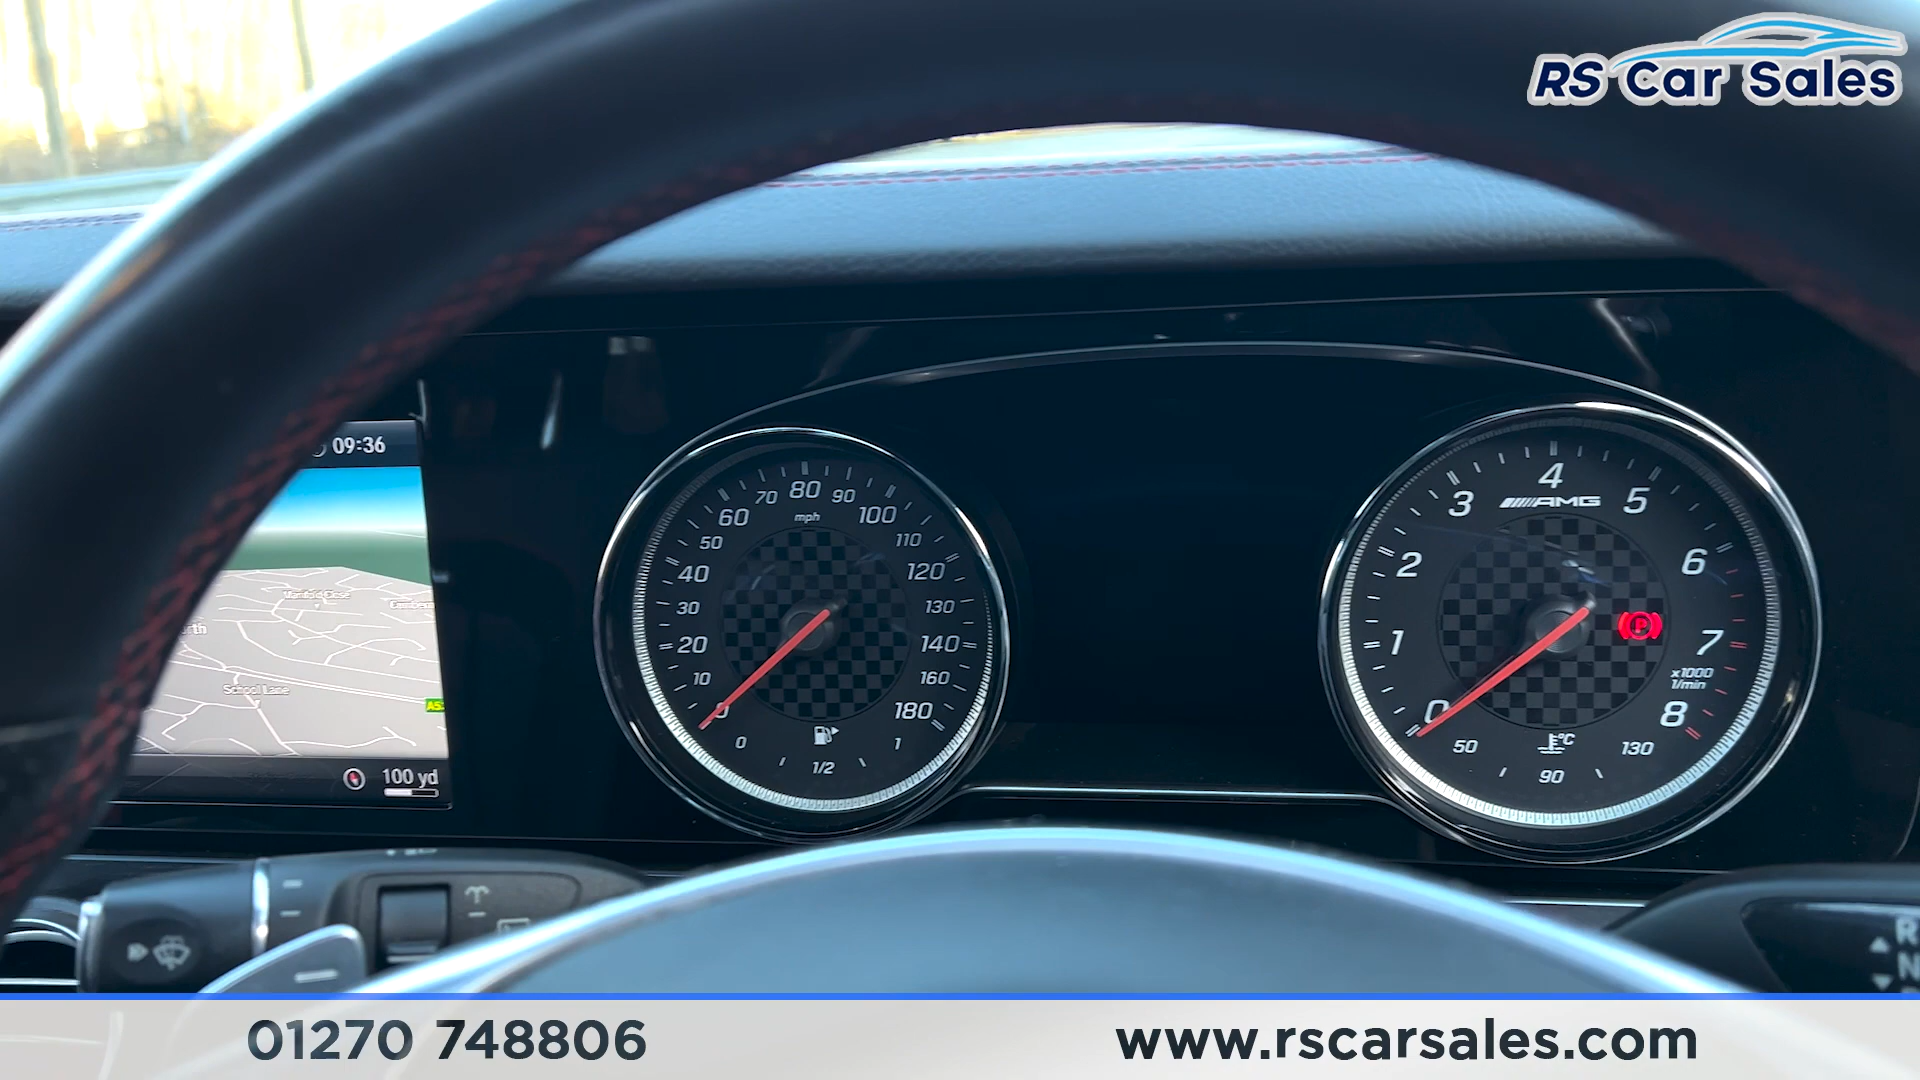 RS Car Sales
09:36
80
70
90
60
mph
100
50
110
40
120
30
130
20
140
10
160
0
180
0
1
1/2
4
3
AMG
5
2
6
1
P
7
x1000
1/min
0
8
50
°C
130
90
School Lane
100 yd
R
N
01270 748806
www.rscarsales.com